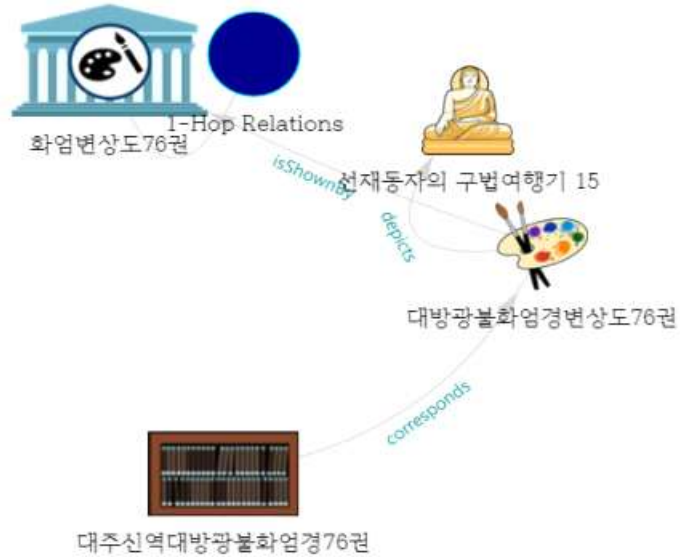 1-Hop Relations
화엄변상도76권
isShownBy
선재동자의 구법여행기 15
depicts
대방광불화엄경변상도76권
corresponds
대주신역대방광불화엄경76권